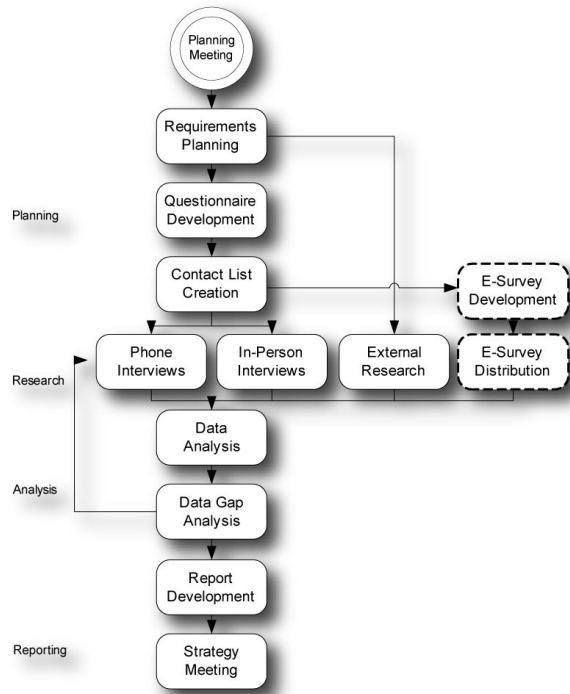 Planning
Meeting
Requirements
Planning
Questionnaire
Development
Planning
Contact List
Creation
E-Survey
Development
Phone
Interviews
In-Person
Interviews
External
Research
E-Survey
Distribution
Research
Data
Analysis
Analysis
Data Gap
Analysis
Report
Development
Reporting
Strategy
Meeting